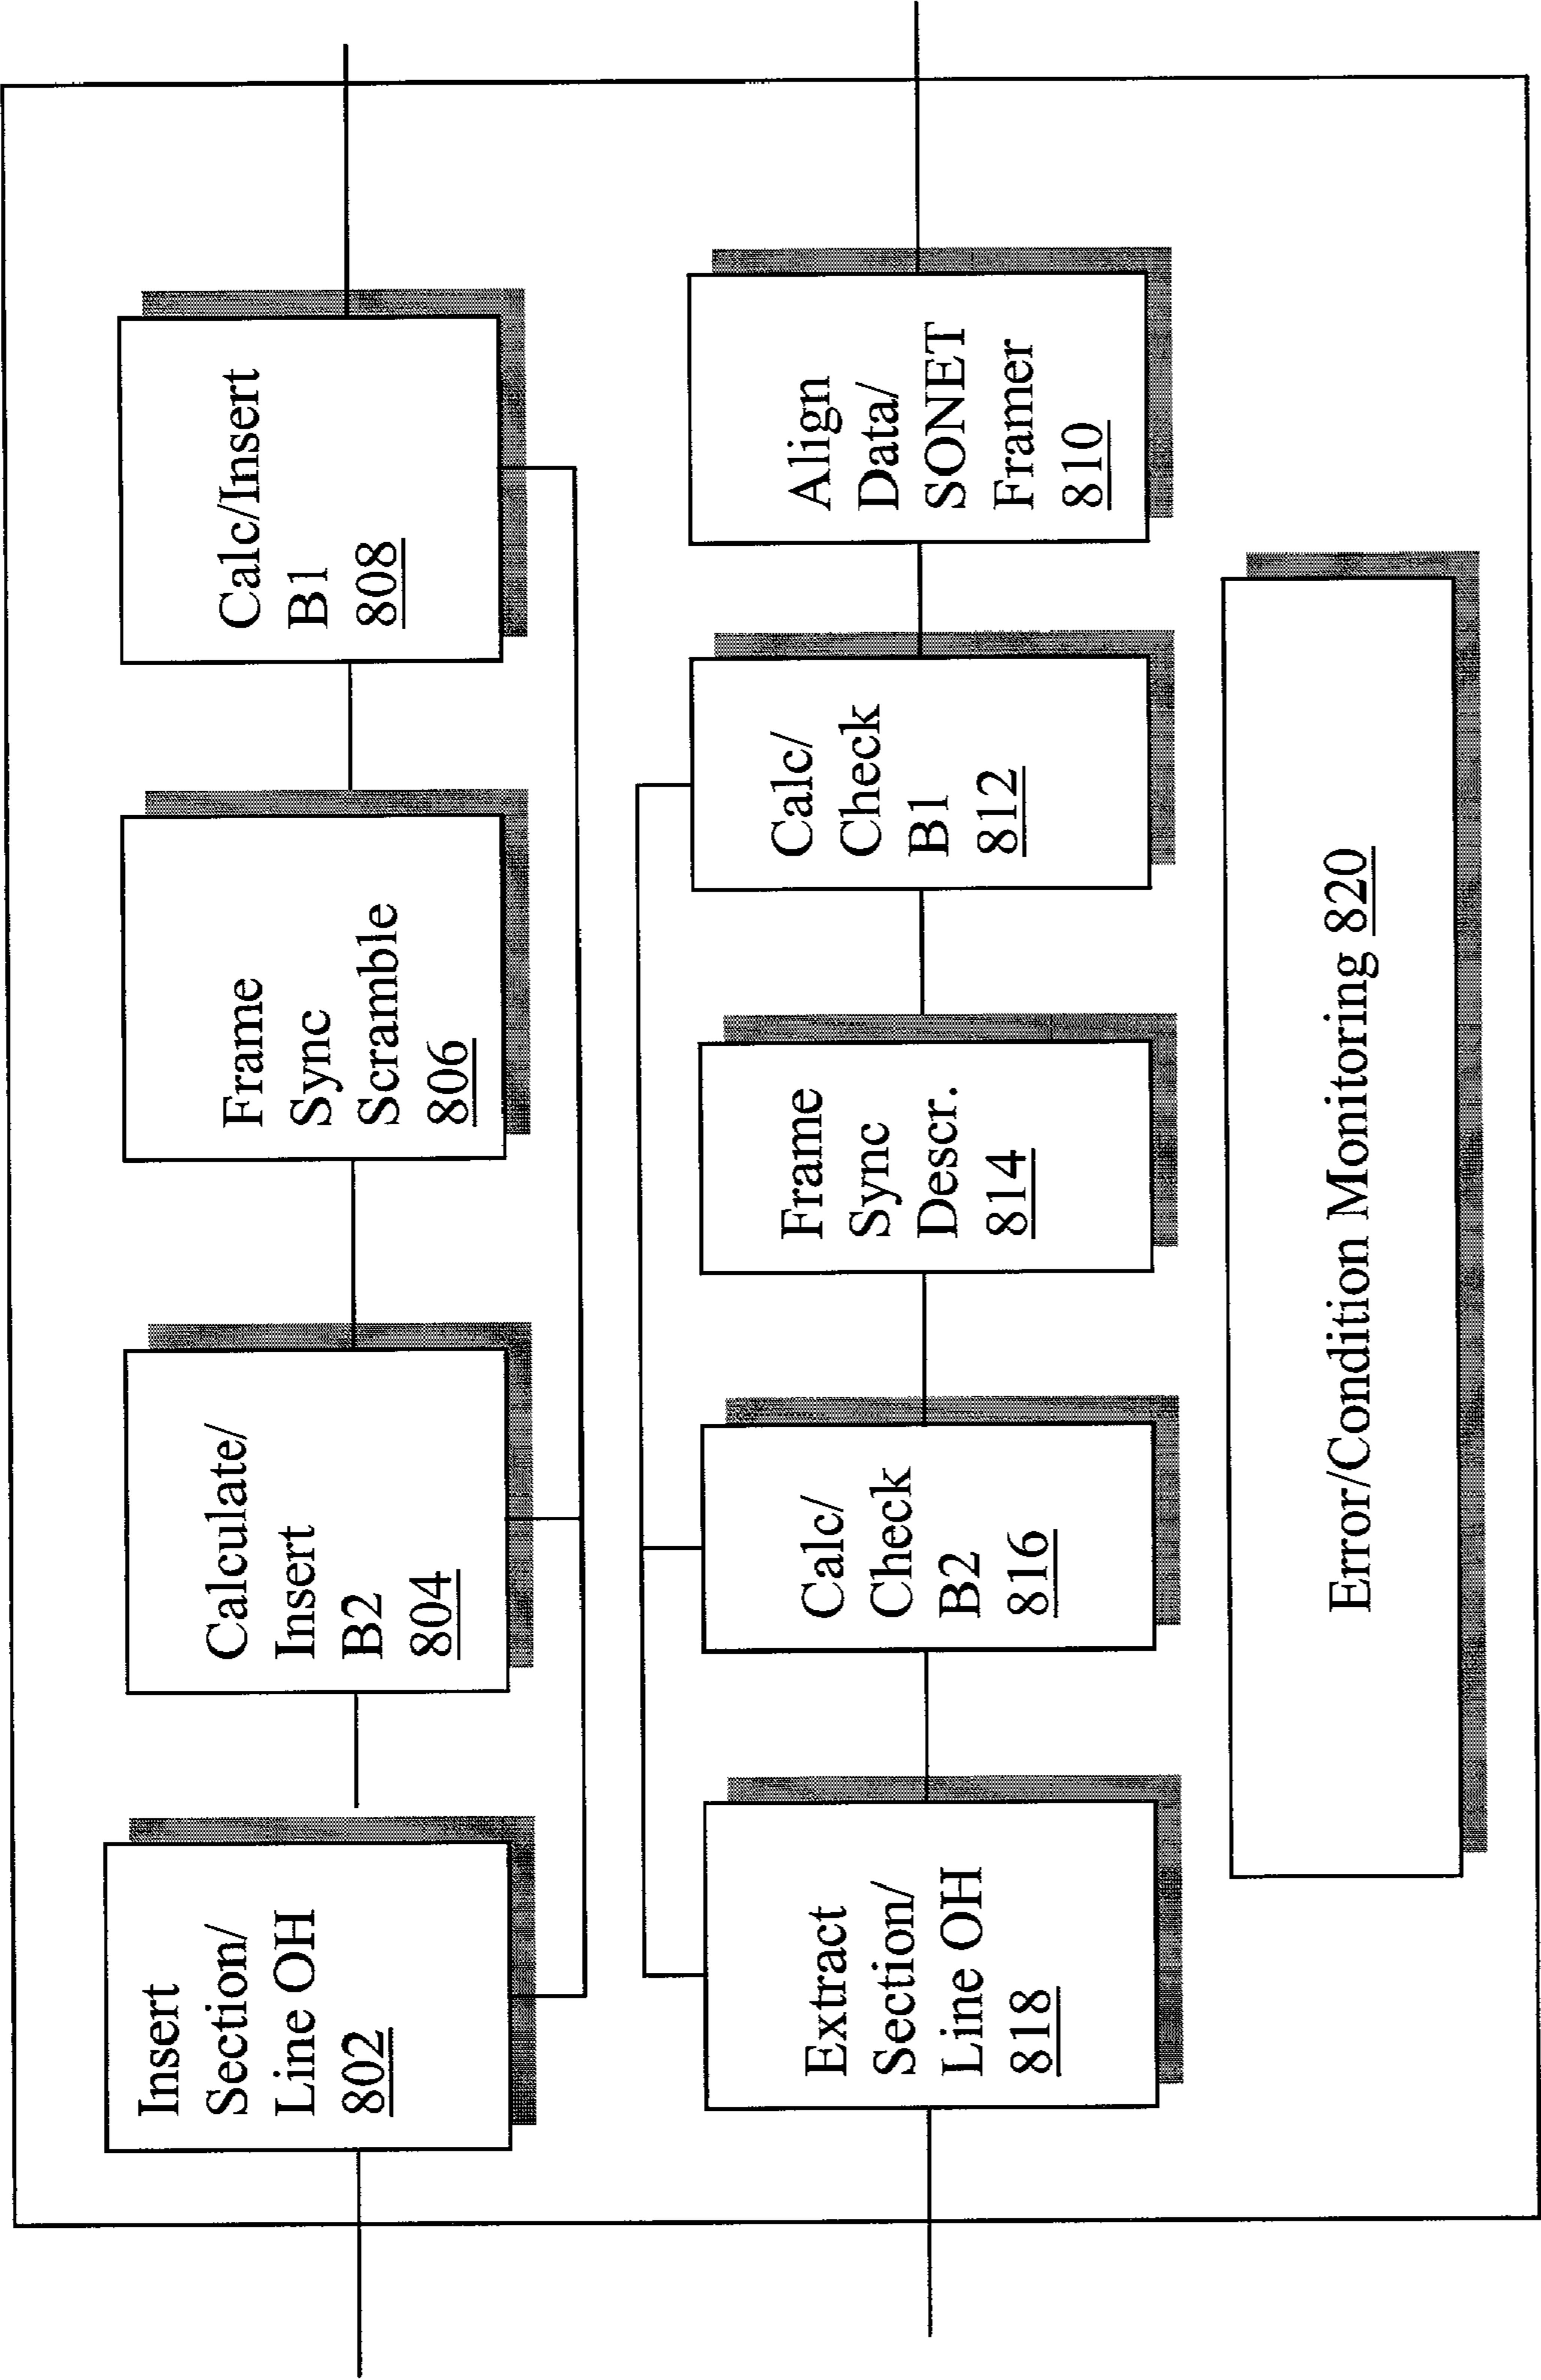 Insert
Section/
Line OH
802
Calculate/
Insert
B2
804
Frame
Sync
Scramble
806
Calc/Insert
B1
808
Extract
Section/
Line OH
818
Calc/
Check
B2
816
Frame
Sync
Descr.
814
Calc/
Check
B1
812
Align
Data/
SONET
Framer
810
Error/Condition Monitoring 820